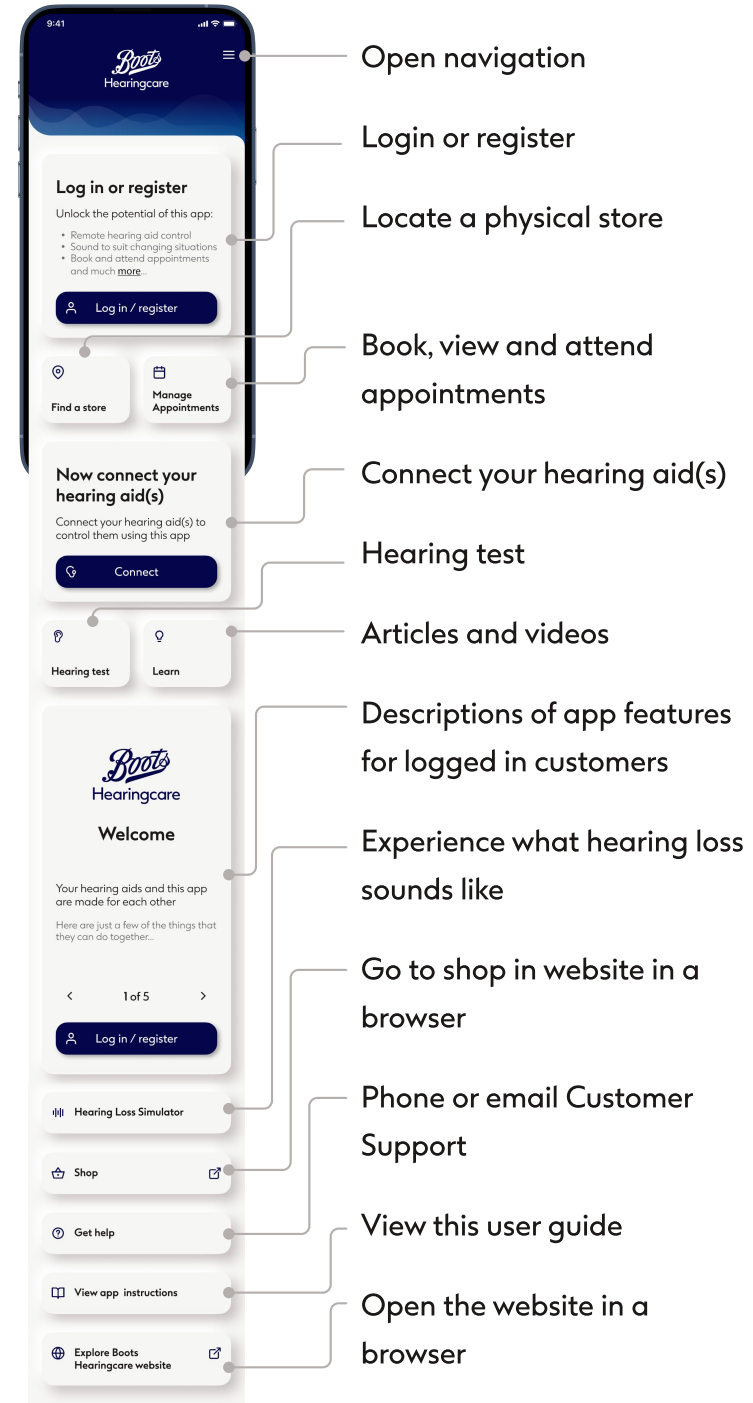 9:41
Boots
Hearingcare
Open navigation
Login or register
Log in or register
Unlock the potential of this app:
• Remote hearing aid control
• Sound to suit changing situations
• Book and attend appointments
and much more...
Log in / register
Locate a physical store
Find a store
Manage
Appointments
Book, view and attend
appointments
Now connect your
hearing aid(s)
Connect your hearing aid(s) to
control them using this app
Connect
Connect your hearing aid(s)
Hearing test
Hearing test
Learn
Articles and videos
Boots
Hearingcare
Welcome
Your hearing aids and this app
are made for each other
Here are just a few of the things that
they can do together...
1 of 5
Log in / register
Descriptions of app features
for logged in customers
Hearing Loss Simulator
Experience what hearing loss
sounds like
Shop
Go to shop in website in a
browser
Get help
Phone or email Customer
Support
View app instructions
View this user guide
Explore Boots
Hearingcare website
Open the website in a
browser